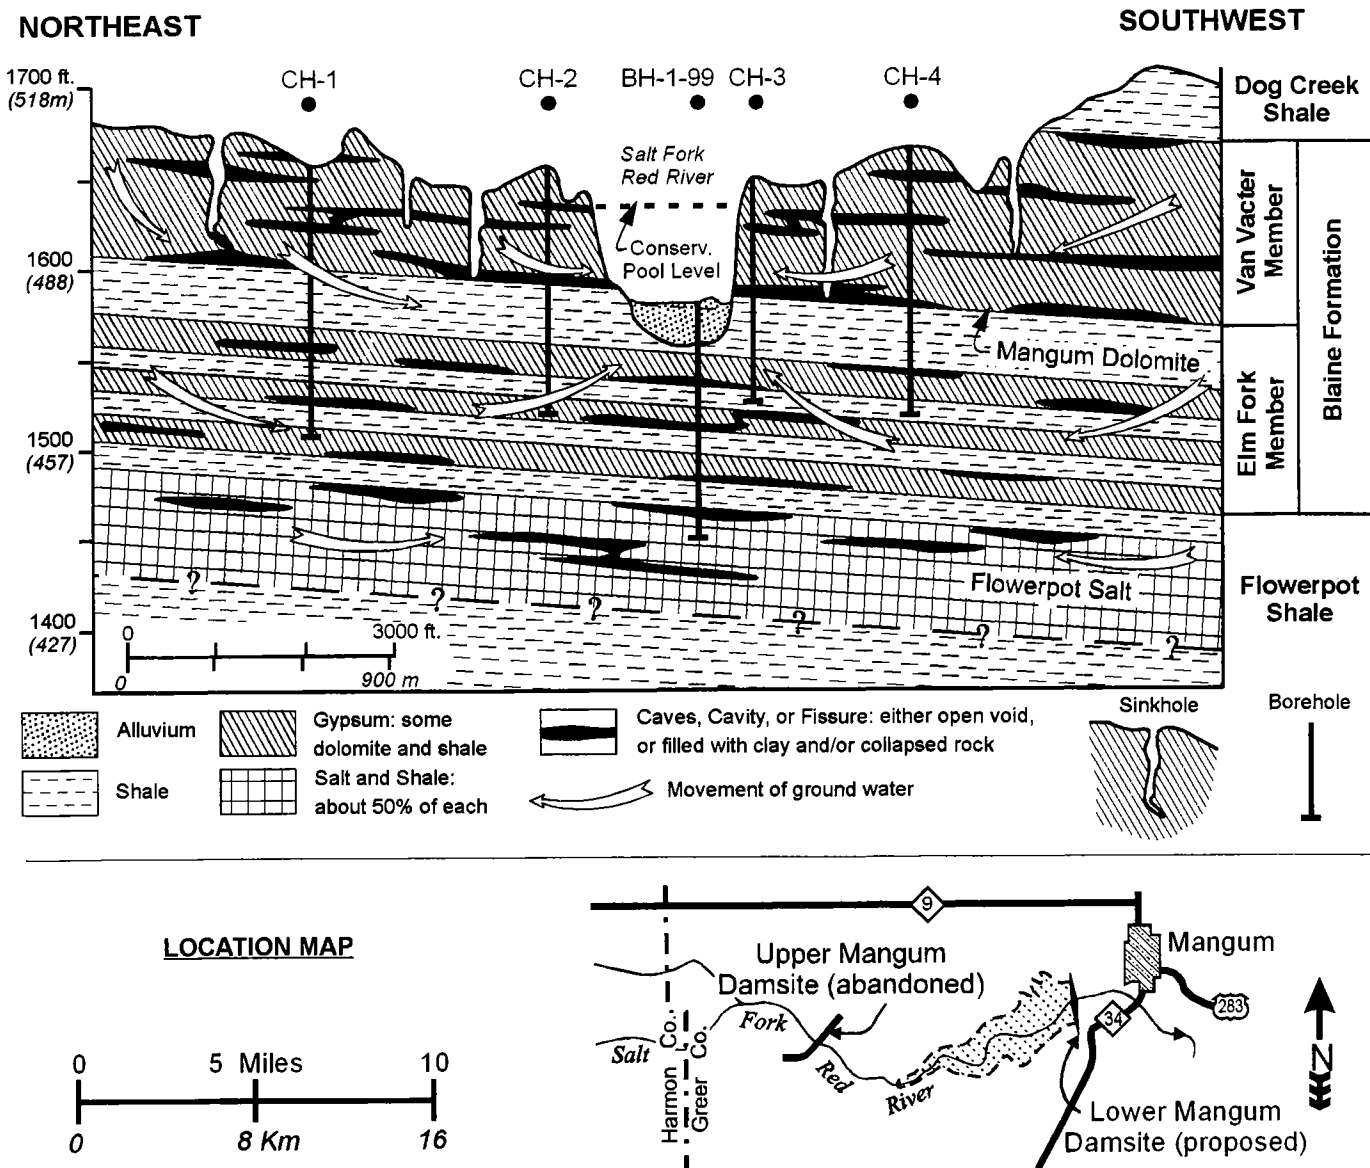 NORTHEAST
SOUTHWEST
1700 ft.
(518m)
CH-1
CH-2
BH-1-99
CH-3
CH-4
Dog Creek
Shale
Salt Fork
Red River
Conserv.
Pool Level
1600
(488)
Van Vacter
Member
Mangum Dolomite
Blaine Formation
Elm Fork
Member
1500
(457)
Flowerpot Salt
Flowerpot
Shale
? ? ? ? ? ?
1400
(427)
0 3000 ft.
0 900 m
Alluvium
Shale
Gypsum: some
dolomite and shale
Salt and Shale:
about 50% of each
Caves, Cavity, or Fissure: either open void,
or filled with clay and/or collapsed rock
Movement of ground water
Sinkhole
Borehole
LOCATION MAP
0 5 Miles 10
0 8 Km 16
9
Mangum
Upper Mangum
Damsite (abandoned)
283
34
Salt
Fork
Red
River
Harmon Co.
Greer Co.
Lower Mangum
Damsite (proposed)
N